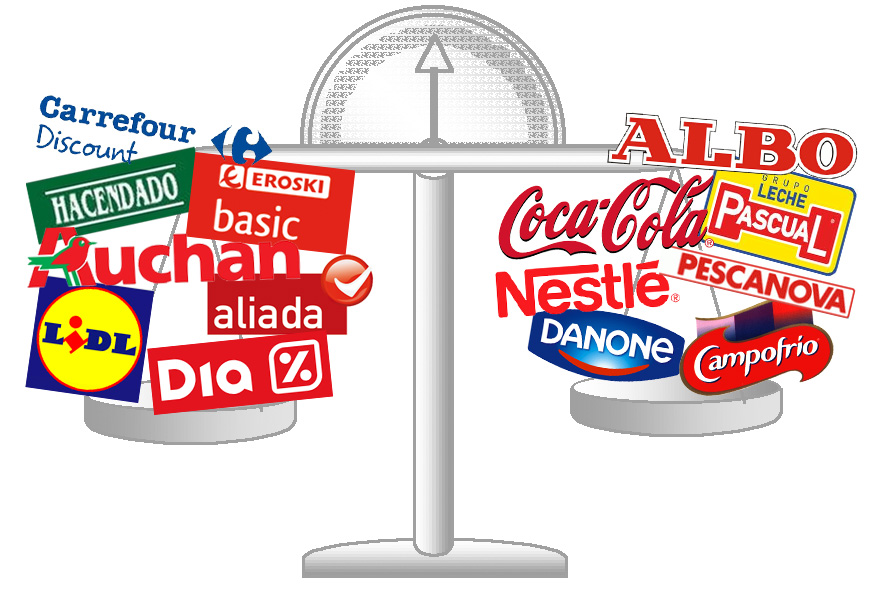 Carrefour
Discount
HACENDADO
EROSKI
basic
Auchan
aliada
LiDL
Dia %
ALBO
GRUPO
LECHE
PASCUAL
Coca-Cola
®
PESCANOVA
Nestlé ®
DANONE
Campofrío